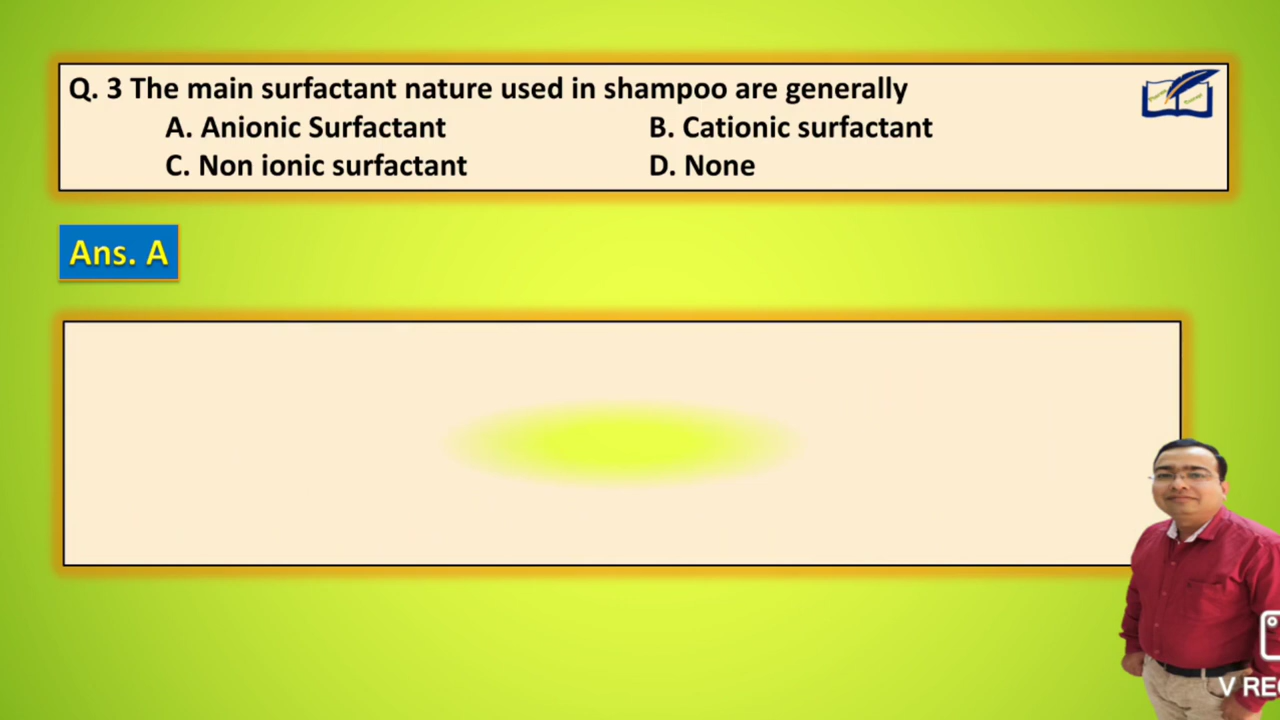 Q. 3 The main surfactant nature used in shampoo are generally
A. Anionic Surfactant B. Cationic surfactant
C. Non ionic surfactant D. None
Ans. A
V REC